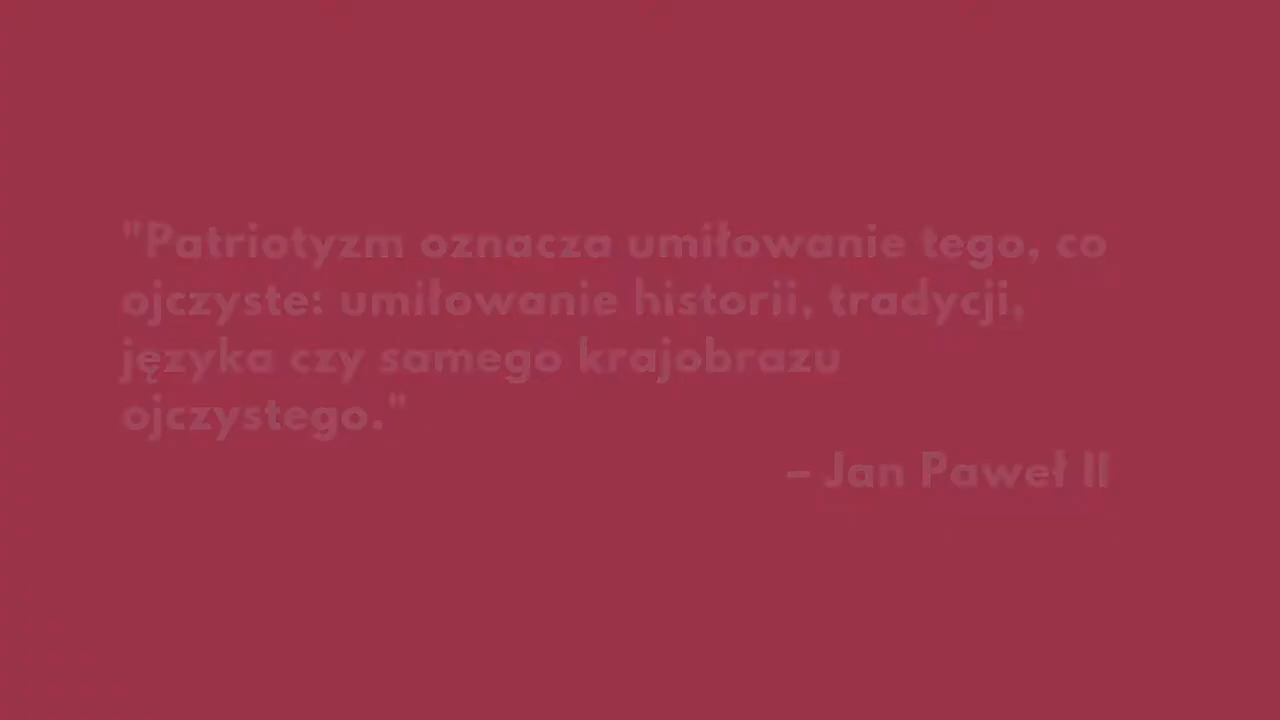 "Patriotyzm oznacza umiłowanie tego, co
ojczyste: umiłowanie historii, tradycji,
języka czy samego krajobrazu
ojczystego."
– Jan Paweł II